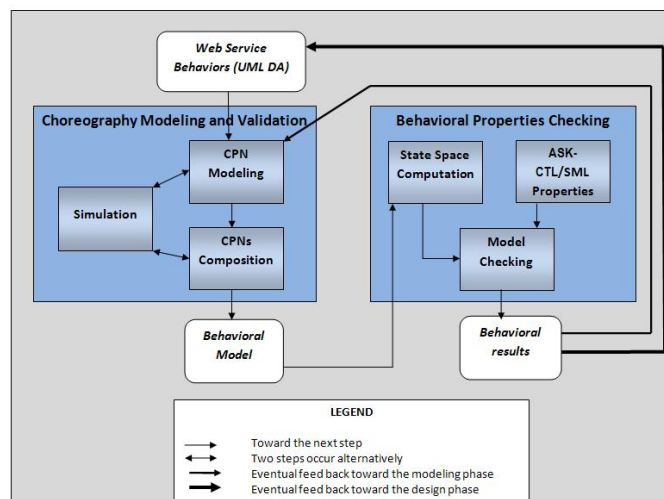 Web Service
Behaviors (UML DA)
Choreography Modeling and Validation
CPN
Modeling
Simulation
CPNs
Composition
Behavioral
Model
Behavioral Properties Checking
State Space
Computation
ASK-
CTL/SML
Properties
Model
Checking
Behavioral
results
LEGEND
Toward the next step
Two steps occur alternatively
Eventual feed back toward the modeling phase
Eventual feed back toward the design phase